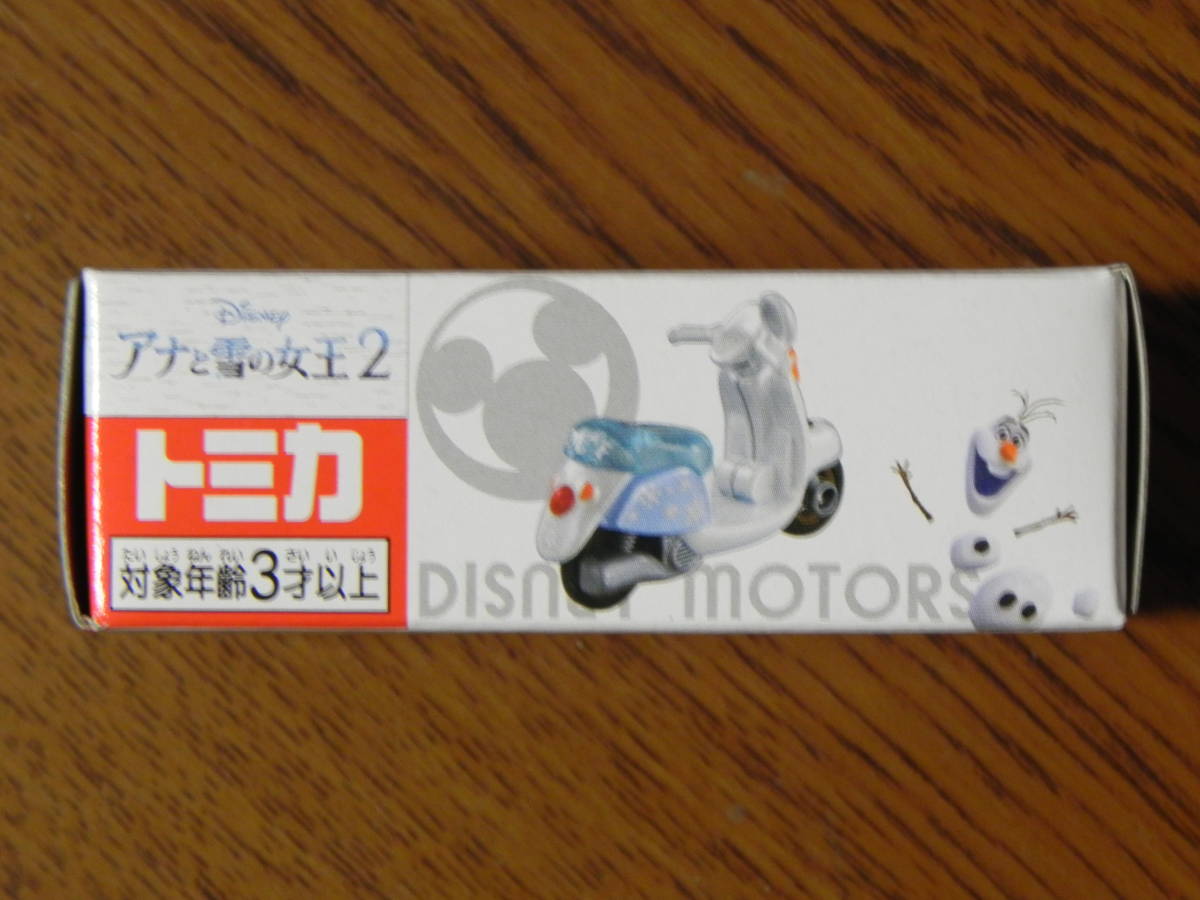 Disney
アナと雪の女王2
トミカ
たいしょうねんれい さいいじょう
対象年齢3才以上
DISNEY MOTORS